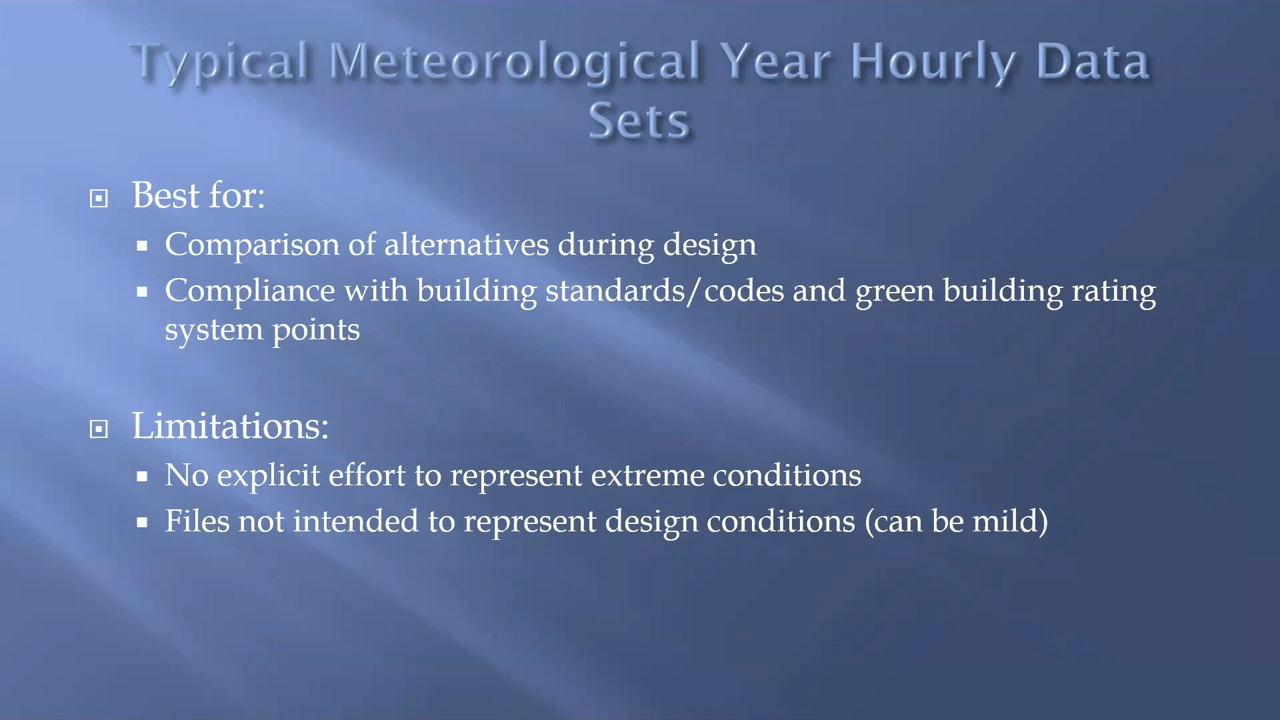 Typical Meteorological Year Hourly Data
Sets
Best for:
Comparison of alternatives during design
Compliance with building standards/codes and green building rating
system points
Limitations:
No explicit effort to represent extreme conditions
Files not intended to represent design conditions (can be mild)